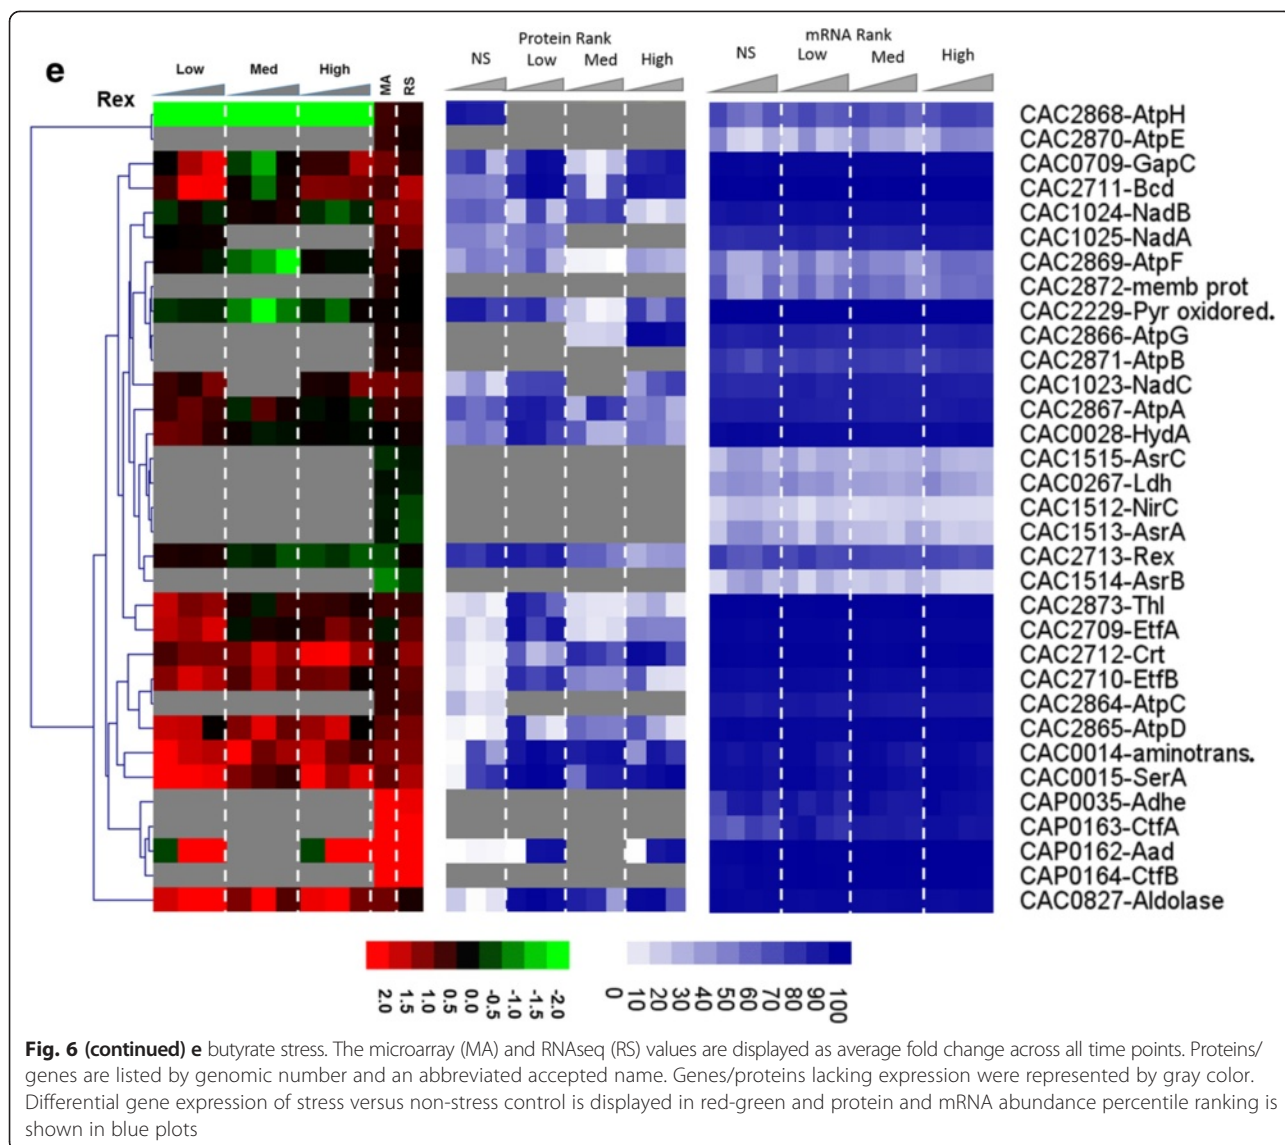 e
Rex
Low
Med
High
MA
RS
Protein Rank
NS
Low
Med
High
mRNA Rank
NS
Low
Med
High
CAC2868-AtpH
CAC2870-AtpE
CAC0709-GapC
CAC2711-Bcd
CAC1024-NadB
CAC1025-NadA
CAC2869-AtpF
CAC2872-memb prot
CAC2229-Pyr oxidored.
CAC2866-AtpG
CAC2871-AtpB
CAC1023-NadC
CAC2867-AtpA
CAC0028-HydA
CAC1515-AsrC
CAC0267-Ldh
CAC1512-NirC
CAC1513-AsrA
CAC2713-Rex
CAC1514-AsrB
CAC2873-Thl
CAC2709-EtfA
CAC2712-Crt
CAC2710-EtfB
CAC2864-AtpC
CAC2865-AtpD
CAC0014-aminotrans.
CAC0015-SerA
CAP0035-Adhe
CAP0163-CtfA
CAP0162-Aad
CAP0164-CtfB
CAC0827-Aldolase
2.0
1.5
1.0
0.5
0.0
-0.5
-1.0
-1.5
-2.0
0
10
20
30
40
50
60
70
80
90
100
Fig. 6 (continued) e butyrate stress. The microarray (MA) and RNAseq (RS) values are displayed as average fold change across all time points. Proteins/
genes are listed by genomic number and an abbreviated accepted name. Genes/proteins lacking expression were represented by gray color.
Differential gene expression of stress versus non-stress control is displayed in red-green and protein and mRNA abundance percentile ranking is
shown in blue plots